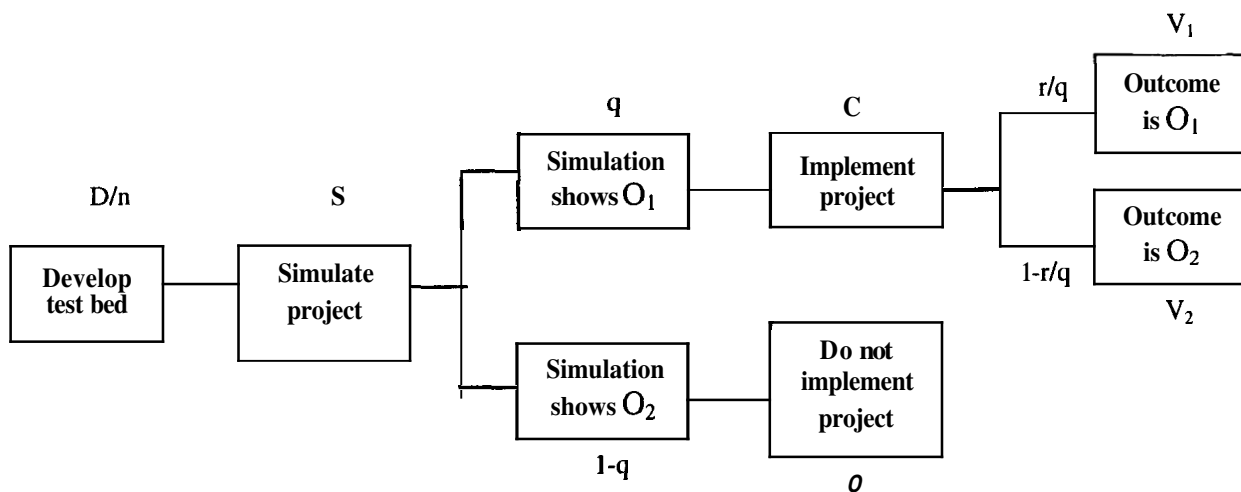 V₁
r/q
Outcome
is O₁
q
C
Simulation
shows O₁
Implement
project
D/n
S
Outcome
is O₂
Develop
test bed
Simulate
project
1-r/q
V₂
Simulation
shows O₂
Do not
implement
project
1-q
0